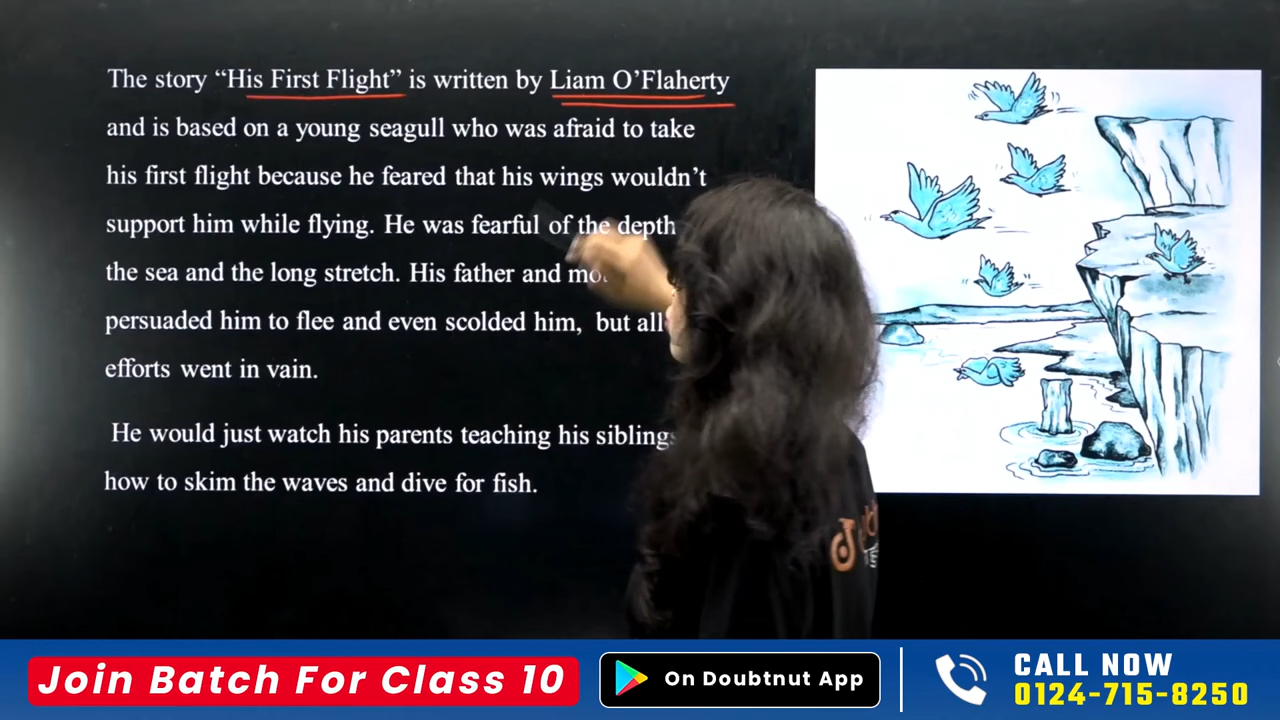 The story “His First Flight” is written by Liam O’Flaherty
and is based on a young seagull who was afraid to take
his first flight because he feared that his wings wouldn’t
support him while flying. He was fearful of the depth
the sea and the long stretch. His father and
persuaded him to flee and even scolded him, but all
efforts went in vain.
He would just watch his parents teaching his siblings
how to skim the waves and dive for fish.
Join Batch For Class 10
On Doubtnut App
CALL NOW
0124-715-8250